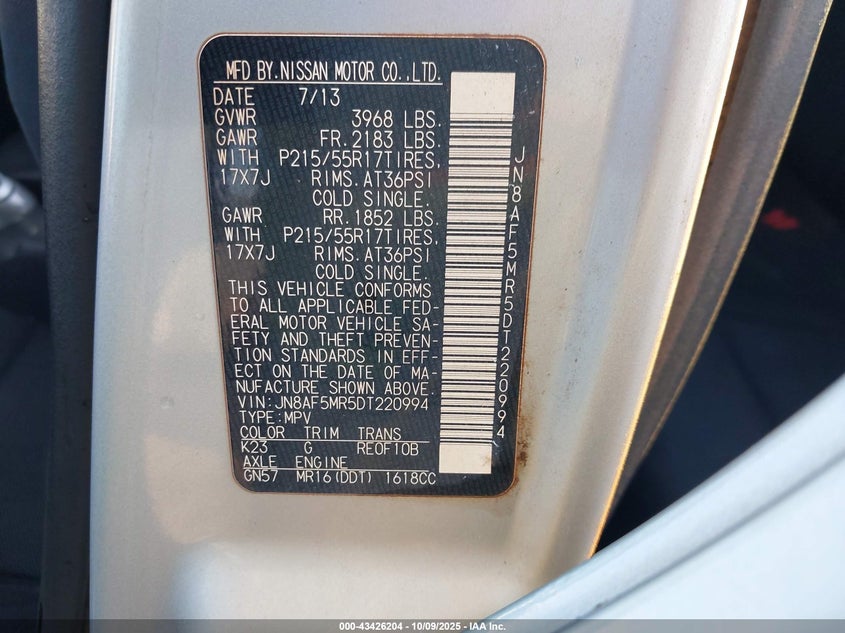 MFD BY.NISSAN MOTOR CO.,LTD.
DATE 7/13
GVWR 3968 LBS.
GAWR FR.2183 LBS.
WITH P215/55R17TIRES,
17X7J RIMS.AT36PSI
COLD SINGLE.
GAWR RR.1852 LBS.
WITH P215/55R17TIRES,
17X7J RIMS.AT36PSI
COLD SINGLE.
THIS VEHICLE CONFORMS
TO ALL APPLICABLE FED-
ERAL MOTOR VEHICLE SA-
FETY AND THEFT PREVEN-
TION STANDARDS IN EFF-
ECT ON THE DATE OF MA-
NUFACTURE SHOWN ABOVE.
VIN:JN8AF5MR5DT220994
TYPE:MPV
COLOR TRIM TRANS
K23 G RE0F10B
AXLE ENGINE
GN57 MR16(DDT) 1618CC
JN8AF5MR5DT220994
000-43426204 - 10/09/2025 - IAA Inc.